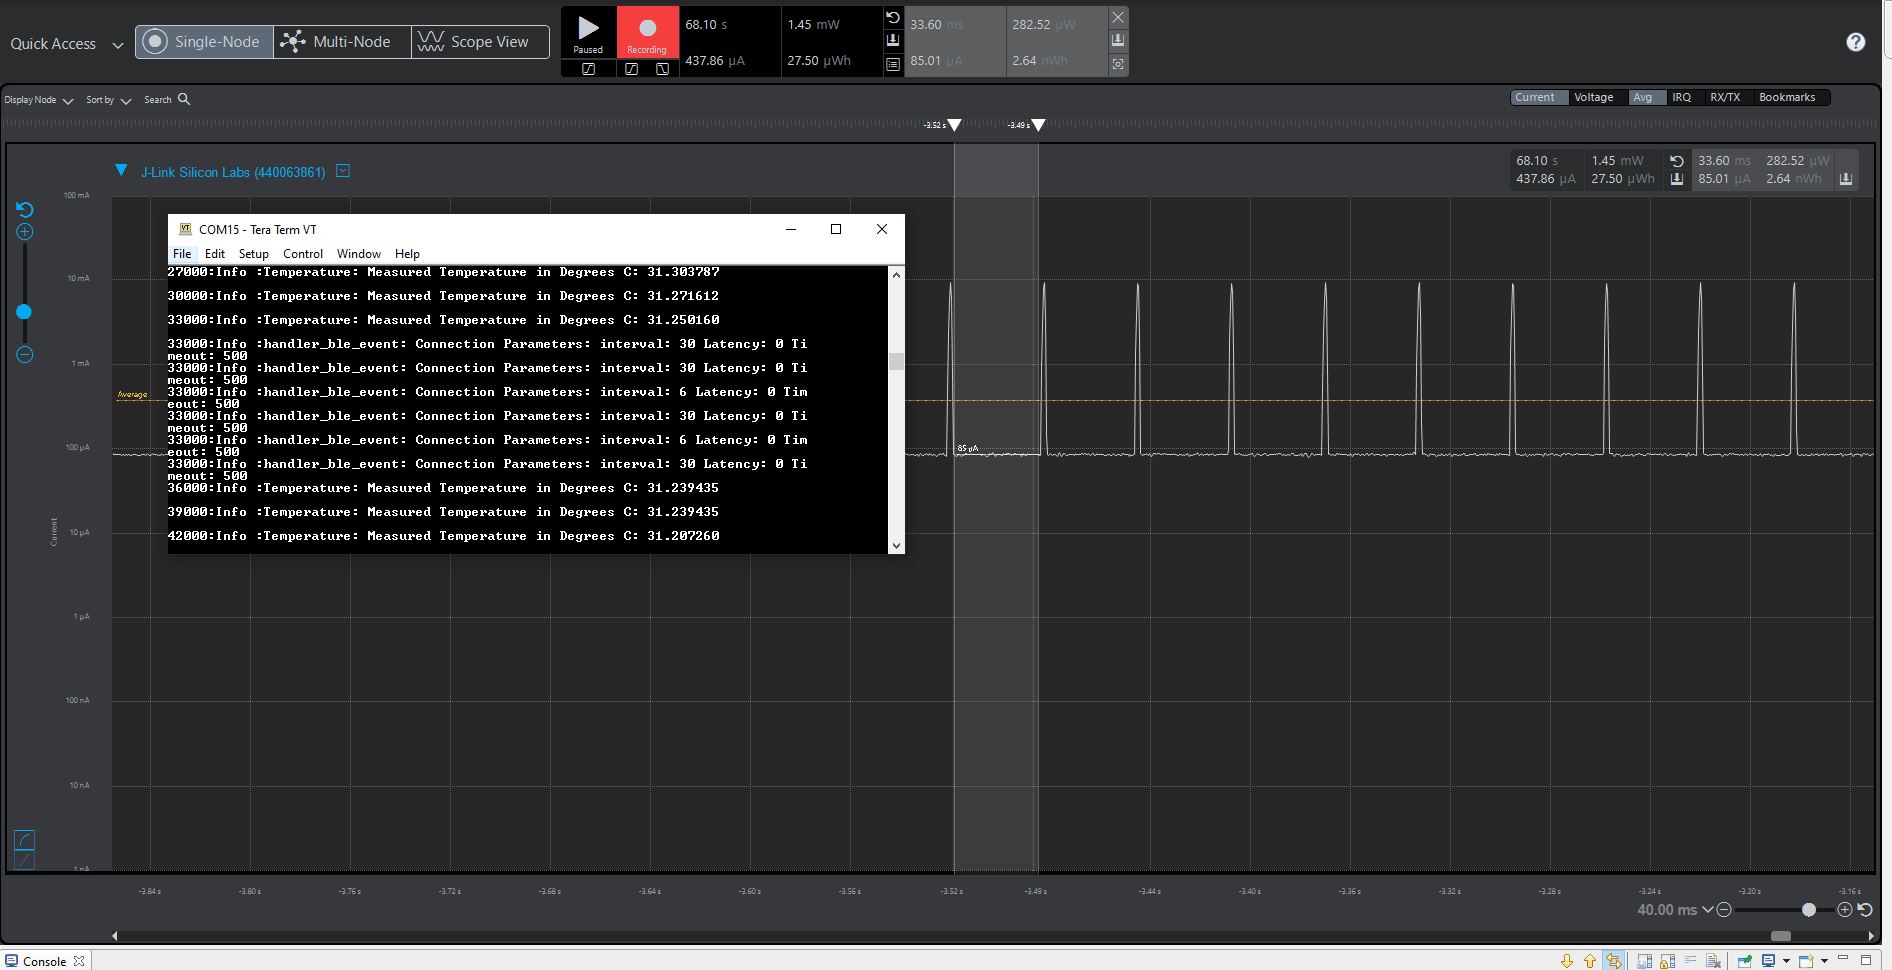 Quick Access
Single-Node
Multi-Node
Scope View
Paused
Recording
68.10 s
1.45 mW
437.86 µA
27.50 µWh
33.60 ms
282.52 µW
85.01 µA
2.64 nWh
Display Node
Sort by
Search
Current
Voltage
Avg
IRQ
RX/TX
Bookmarks
-3.52 s
-3.49 s
J-Link Silicon Labs (440063861)
68.10 s 1.45 mW
437.86 µA 27.50 µWh
33.60 ms 282.52 µW
85.01 µA 2.64 nWh
100 mA
10 mA
1 mA
Average
100 µA
10 µA
Current
1 µA
100 nA
10 nA
1 nA
85 µA
VT
COM15 - Tera Term VT
File Edit Setup Control Window Help
27000:Info :Temperature: Measured Temperature in Degrees C: 31.303787
30000:Info :Temperature: Measured Temperature in Degrees C: 31.271612
33000:Info :Temperature: Measured Temperature in Degrees C: 31.250160
33000:Info :handler_ble_event: Connection Parameters: interval: 30 Latency: 0 Ti
meout: 500
33000:Info :handler_ble_event: Connection Parameters: interval: 30 Latency: 0 Ti
meout: 500
33000:Info :handler_ble_event: Connection Parameters: interval: 6 Latency: 0 Tim
eout: 500
33000:Info :handler_ble_event: Connection Parameters: interval: 30 Latency: 0 Ti
meout: 500
33000:Info :handler_ble_event: Connection Parameters: interval: 6 Latency: 0 Tim
eout: 500
33000:Info :handler_ble_event: Connection Parameters: interval: 30 Latency: 0 Ti
meout: 500
36000:Info :Temperature: Measured Temperature in Degrees C: 31.239435
39000:Info :Temperature: Measured Temperature in Degrees C: 31.239435
42000:Info :Temperature: Measured Temperature in Degrees C: 31.207260
-3.84 s -3.80 s -3.76 s -3.72 s -3.68 s -3.64 s -3.60 s -3.56 s -3.52 s -3.49 s -3.44 s -3.40 s -3.36 s -3.32 s -3.28 s -3.24 s -3.20 s -3.16 s
40.00 ms
Console